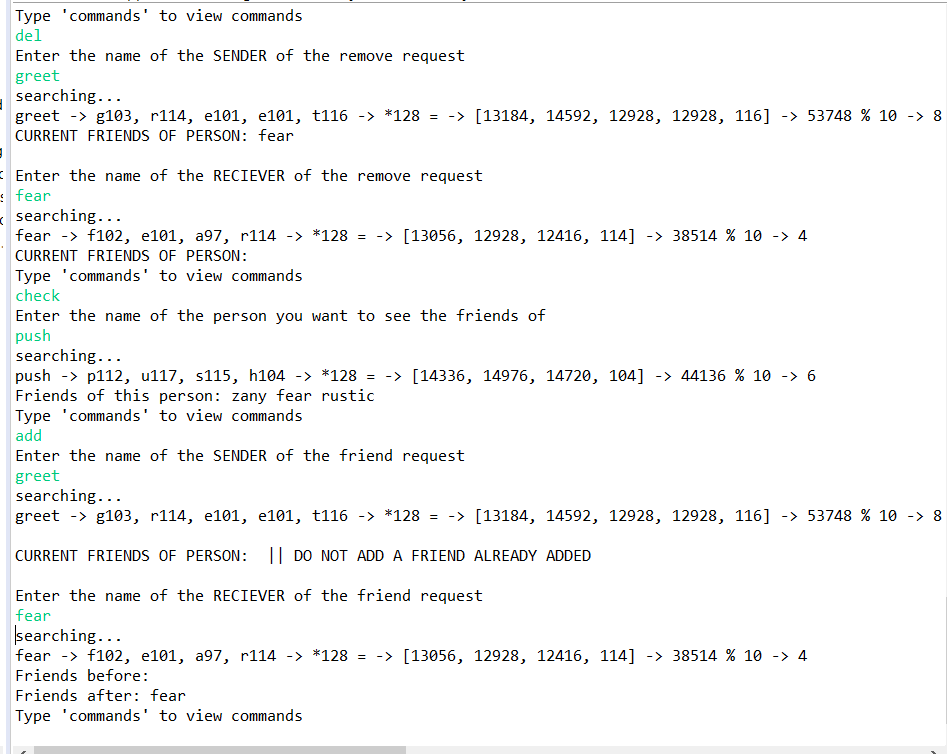 Type 'commands' to view commands
del
Enter the name of the SENDER of the remove request
greet
searching...
greet -> g103, r114, e101, e101, t116 -> *128 = -> [13184, 14592, 12928, 12928, 116] -> 53748 % 10 -> 8
CURRENT FRIENDS OF PERSON: fear
Enter the name of the RECIEVER of the remove request
fear
searching...
fear -> f102, e101, a97, r114 -> *128 = -> [13056, 12928, 12416, 114] -> 38514 % 10 -> 4
CURRENT FRIENDS OF PERSON:
Type 'commands' to view commands
check
Enter the name of the person you want to see the friends of
push
searching...
push -> p112, u117, s115, h104 -> *128 = -> [14336, 14976, 14720, 104] -> 44136 % 10 -> 6
Friends of this person: zany fear rustic
Type 'commands' to view commands
add
Enter the name of the SENDER of the friend request
greet
searching...
greet -> g103, r114, e101, e101, t116 -> *128 = -> [13184, 14592, 12928, 12928, 116] -> 53748 % 10 -> 8
CURRENT FRIENDS OF PERSON:  || DO NOT ADD A FRIEND ALREADY ADDED
Enter the name of the RECIEVER of the friend request
fear
searching...
fear -> f102, e101, a97, r114 -> *128 = -> [13056, 12928, 12416, 114] -> 38514 % 10 -> 4
Friends before:
Friends after: fear
Type 'commands' to view commands